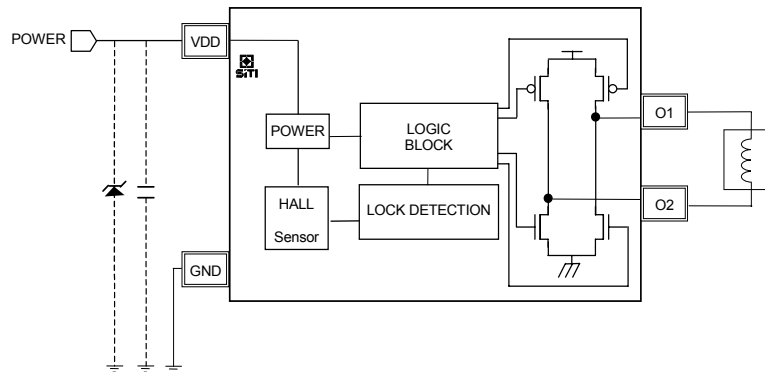 POWER
VDD
SiTI
POWER
LOGIC
BLOCK
O1
HALL
Sensor
LOCK DETECTION
O2
GND